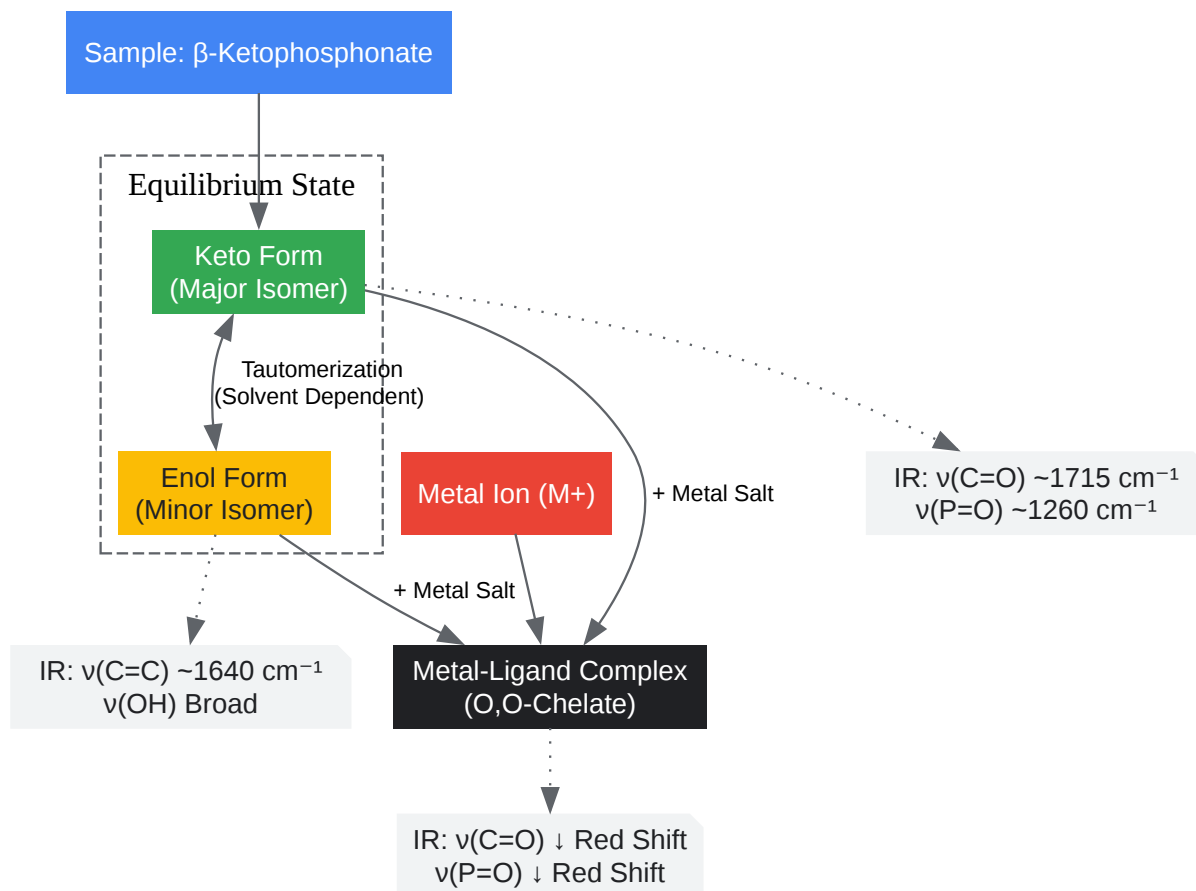 Sample: β-Ketophosphonate
Equilibrium State
Keto Form
(Major Isomer)
Tautomerization
(Solvent Dependent)
Enol Form
(Minor Isomer)
Metal Ion (M+)
+ Metal Salt
IR: ν(C=O) ~1715 cm⁻¹
ν(P=O) ~1260 cm⁻¹
+ Metal Salt
IR: ν(C=C) ~1640 cm⁻¹
ν(OH) Broad
Metal-Ligand Complex
(O,O-Chelate)
IR: ν(C=O) ↓ Red Shift
ν(P=O) ↓ Red Shift